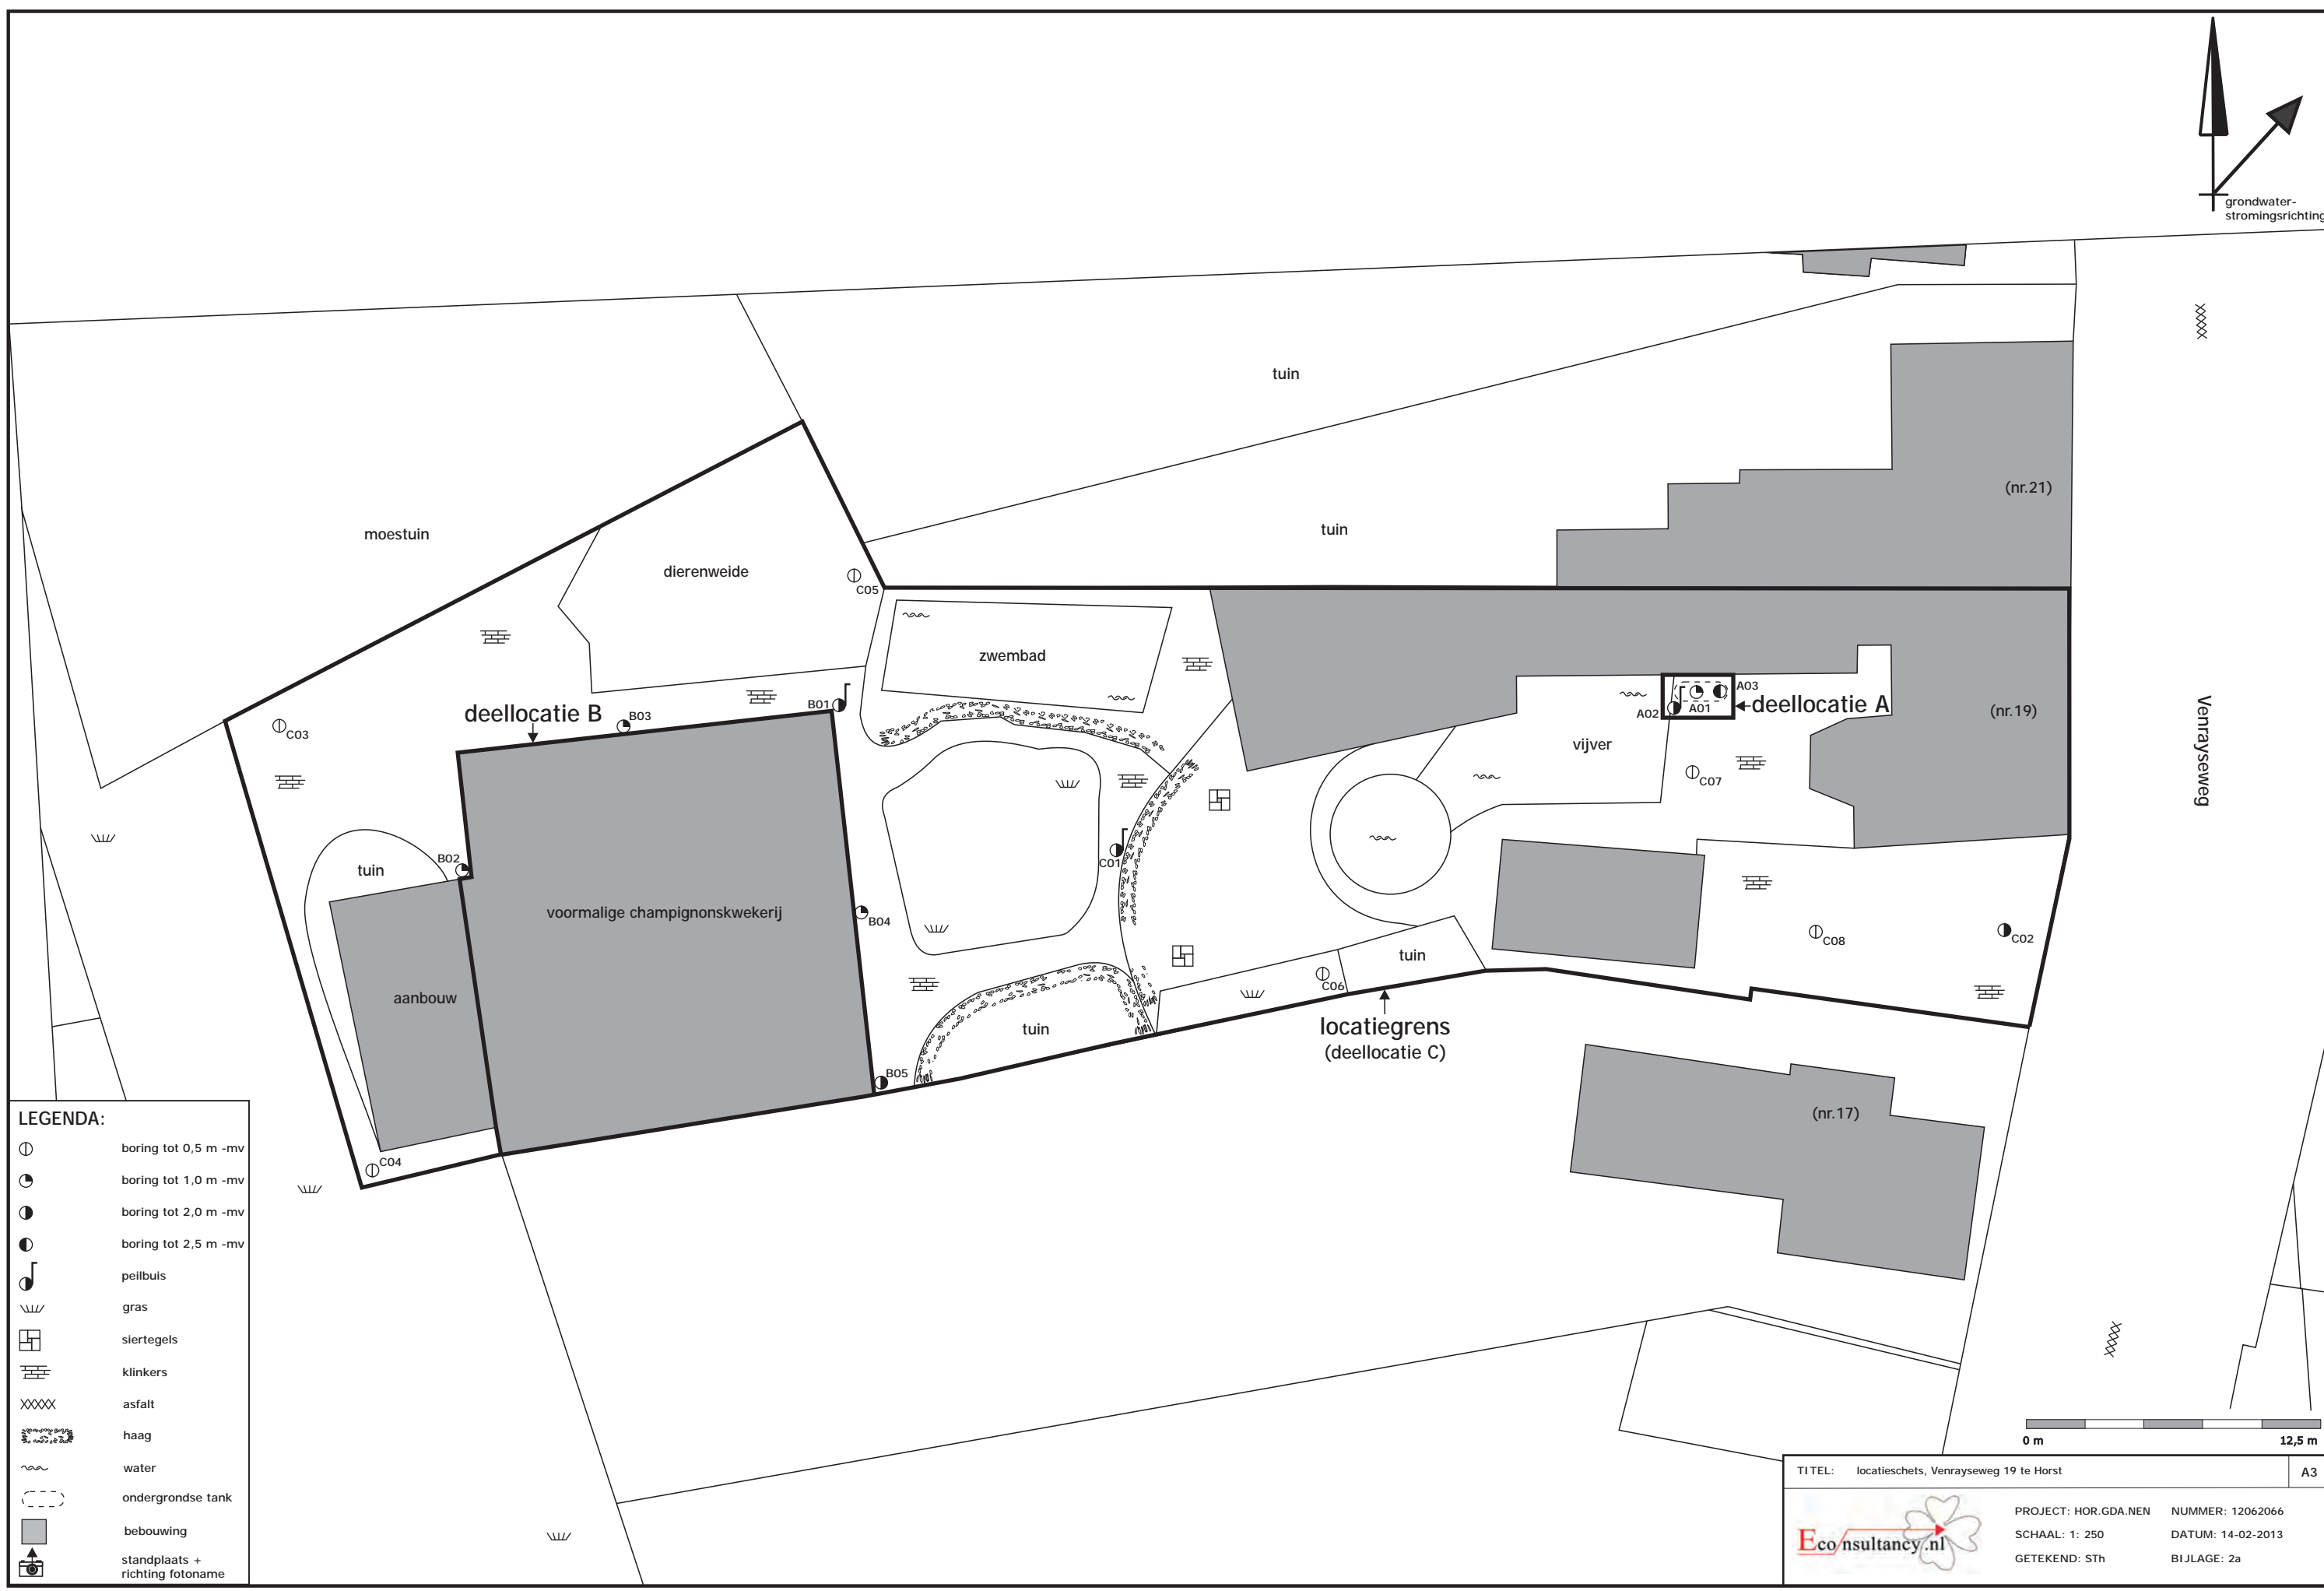 grondwater-
stromingsrichting
tuin
(nr.21)
moestuin
tuin
dierenweide
C05
zwembad
A03
deellocatie A
A02
A01
B01
deellocatie B
B03
(nr.19)
Venrayseweg
C03
vijver
C07
C01
B02
tuin
voormalige champignonskwekerij
B04
C08
C02
tuin
C06
aanbouw
tuin
locatiegrens
(deellocatie C)
B05
(nr.17)
C04
LEGENDA:
boring tot 0,5 m -mv
boring tot 1,0 m -mv
boring tot 2,0 m -mv
boring tot 2,5 m -mv
peilbuis
gras
siertegels
klinkers
asfalt
haag
water
ondergrondse tank
bebouwing
standplaats +
richting fotoname
0 m 12,5 m
TITEL: locatieschets, Venrayseweg 19 te Horst A3
Econsultancy.nl
PROJECT: HOR.GDA.NEN NUMMER: 12062066
SCHAAL: 1: 250 DATUM: 14-02-2013
GETEKEND: STh BIJLAGE: 2a